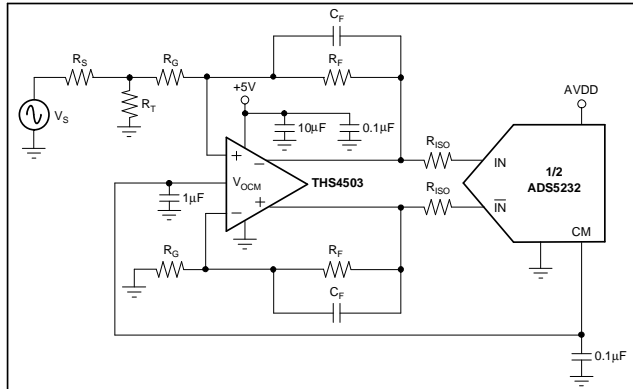 C_F
R_S
R_G
R_F
+5V
AVDD
R_T
V_S
10μF
0.1μF
R_ISO
+
−
IN
1/2
ADS5232
V_OCM
THS4503
R_ISO
1μF
−
+
IN
CM
R_G
R_F
C_F
0.1μF